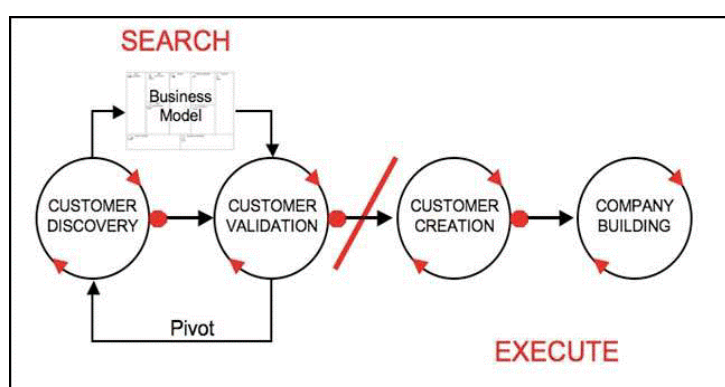 SEARCH
Business
Model
CUSTOMER
DISCOVERY
CUSTOMER
VALIDATION
CUSTOMER
CREATION
COMPANY
BUILDING
Pivot
EXECUTE